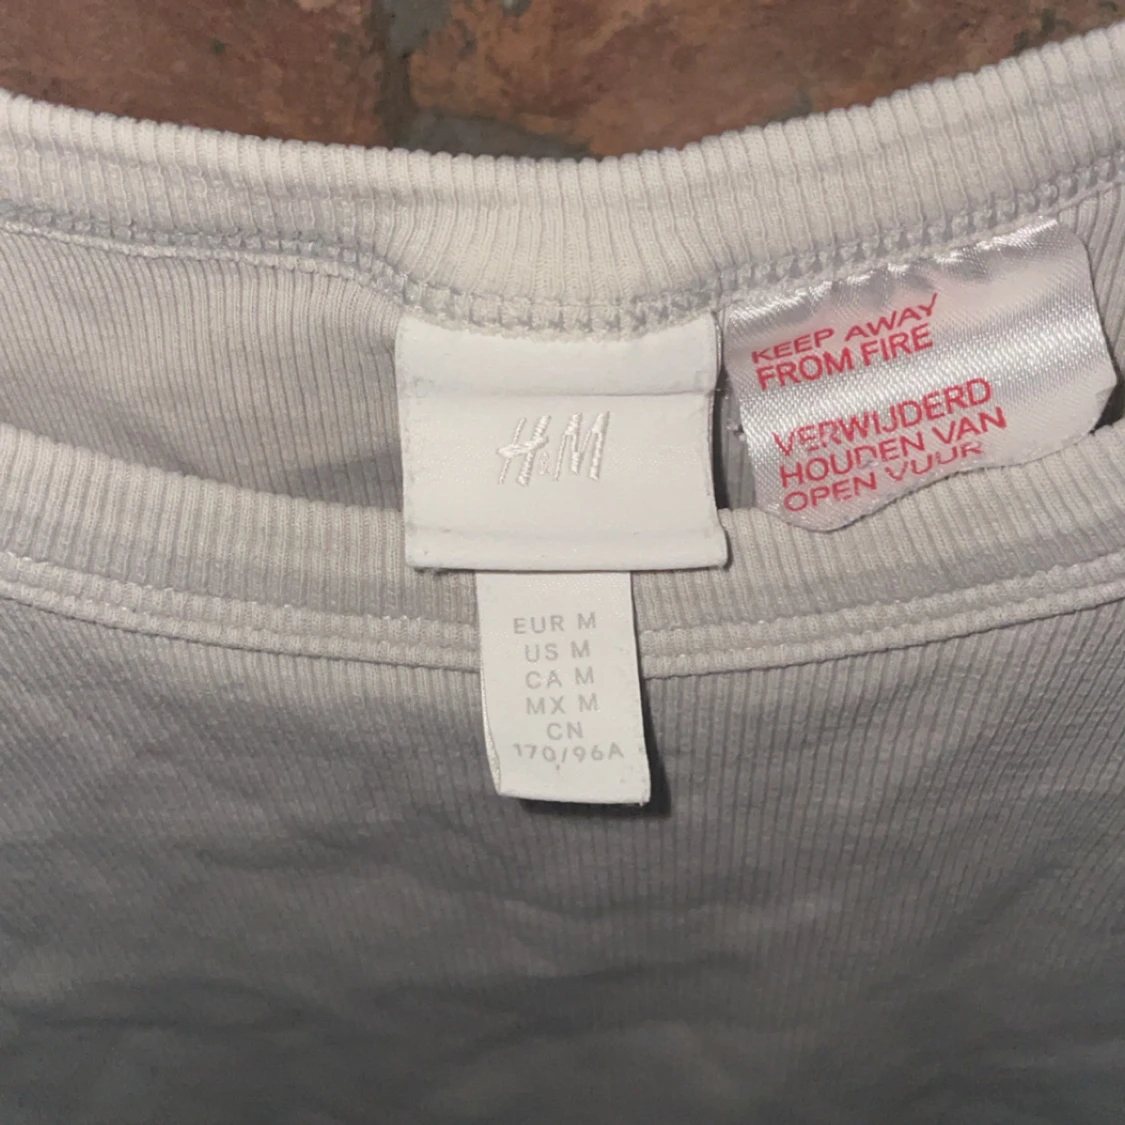 H&M
EUR M
US M
CA M
MX M
CN
170/96A
KEEP AWAY
FROM FIRE
VERWIJDERD
HOUDEN VAN
OPEN VUUR